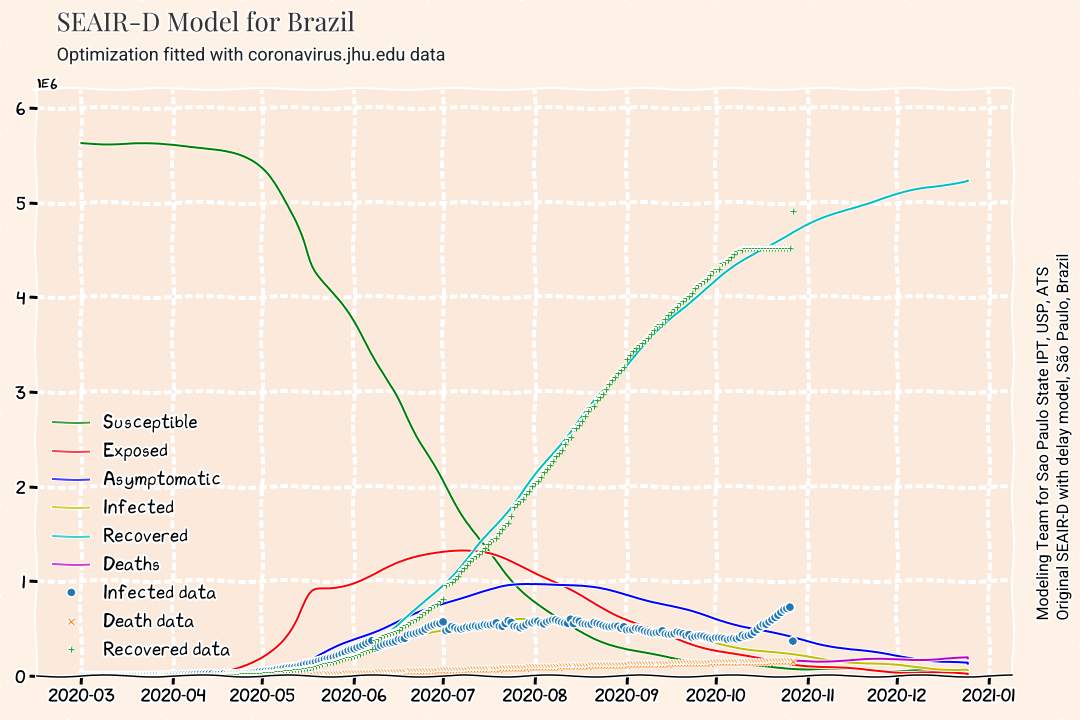 SEAIR-D Model for Brazil
Optimization fitted with coronavirus.jhu.edu data
1E6
6
5
4
3
2
1
0
Susceptible
Exposed
Asymptomatic
Infected
Recovered
Deaths
Infected data
Death data
Recovered data
2020-03 2020-04 2020-05 2020-06 2020-07 2020-08 2020-09 2020-10 2020-11 2020-12 2021-01
Modeling Team for Sao Paulo State IPT, USP, ATS
Original SEAIR-D with delay model, São Paulo, Brazil